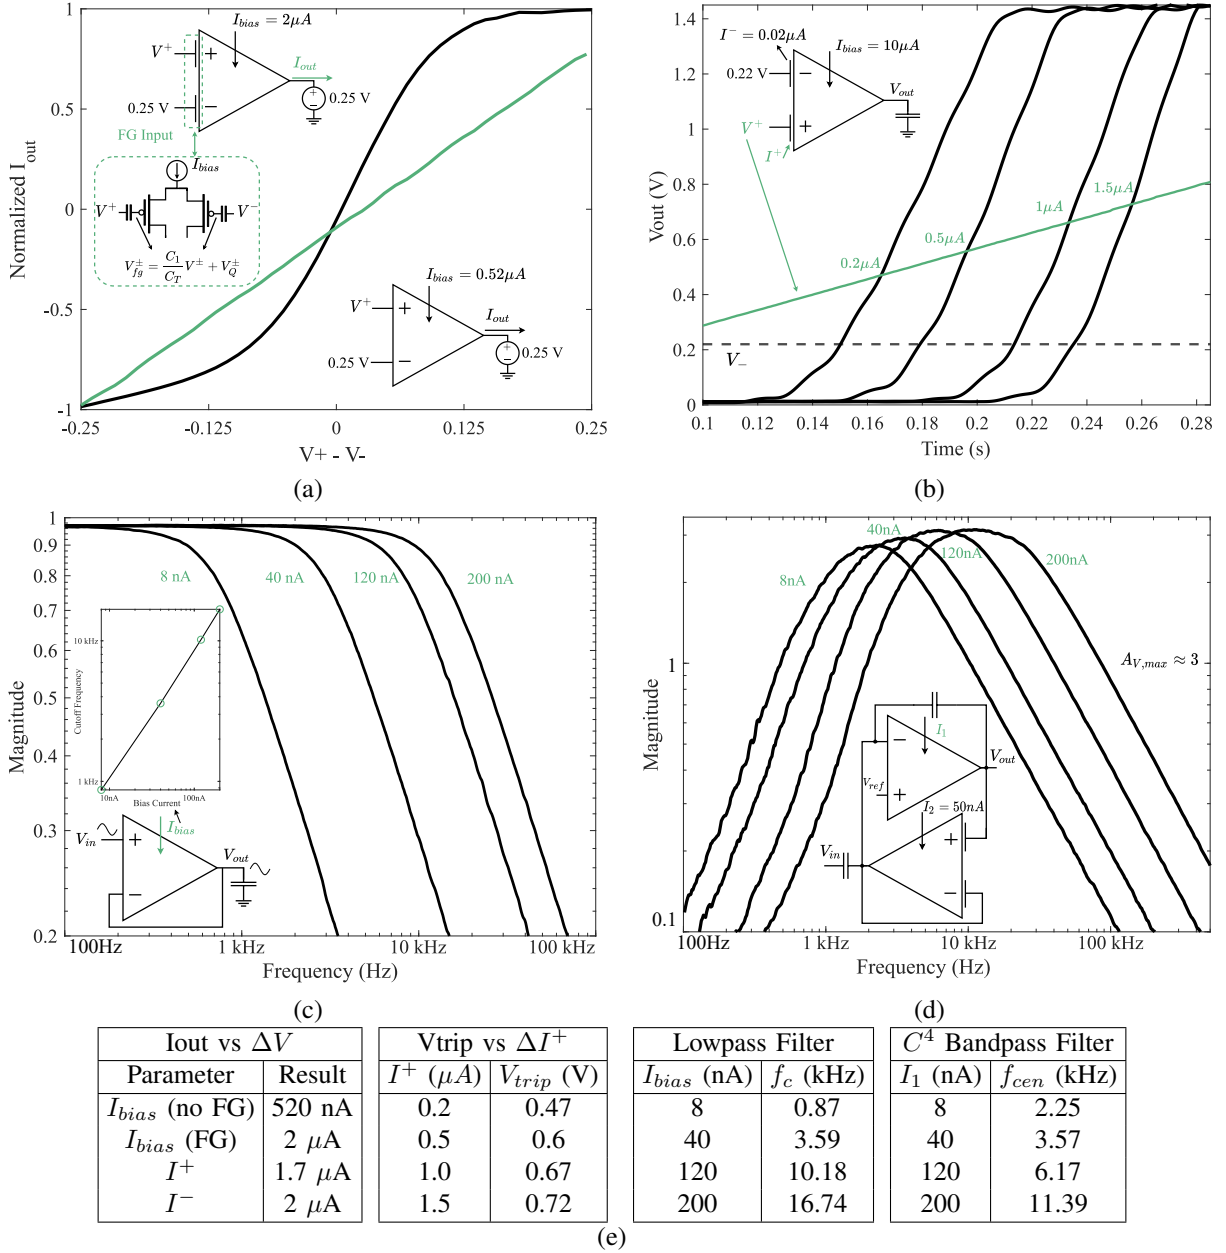 1
0.5
0
-0.5
-1
Normalized I_out
-0.25
-0.125
0
0.125
0.25
V+ - V-
I_bias = 2μA
V^+
+
I_out
0.25 V
−
0.25 V
FG Input
I_bias
V^+
V^-
V_fg^± = C_1/C_T V^± + V_Q^±
I_bias = 0.52μA
V^+
+
I_out
0.25V
−
0.25 V
(a)
1.4
1.2
1
0.8
0.6
0.4
0.2
0
Vout (V)
0.1
0.12
0.14
0.16
0.18
0.2
0.22
0.24
0.26
0.28
Time (s)
I^- = 0.02μA
I_bias = 10μA
0.22 V
−
V_out
V^+
+
I^+
1.5μA
1μA
0.5μA
0.2μA
V_−
(b)
1
0.9
0.8
0.7
0.6
0.5
0.4
0.3
0.2
Magnitude
100Hz
1 kHz
10 kHz
100 kHz
Frequency (Hz)
8 nA
40 nA
120 nA
200 nA
10 kHz
1 kHz
Cutoff Frequency
10nA
100nA
Bias Current
I_bias
V_in
+
−
V_out
(c)
1
0.1
Magnitude
100Hz
1 kHz
10 kHz
100 kHz
Frequency (Hz)
8nA
40nA
120nA
200nA
A_V,max ≈ 3
−
I_1
V_out
V_ref
+
I_2 = 50nA
V_in
+
−
(d)
Iout vs ΔV
Parameter Result
I_bias (no FG) 520 nA
I_bias (FG) 2 μA
I^+ 1.7 μA
I^- 2 μA
Vtrip vs ΔI^+
I^+ (μA) V_trip (V)
0.2 0.47
0.5 0.6
1.0 0.67
1.5 0.72
Lowpass Filter
I_bias (nA) f_c (kHz)
8 0.87
40 3.59
120 10.18
200 16.74
C^4 Bandpass Filter
I_1 (nA) f_cen (kHz)
8 2.25
40 3.57
120 6.17
200 11.39
(e)